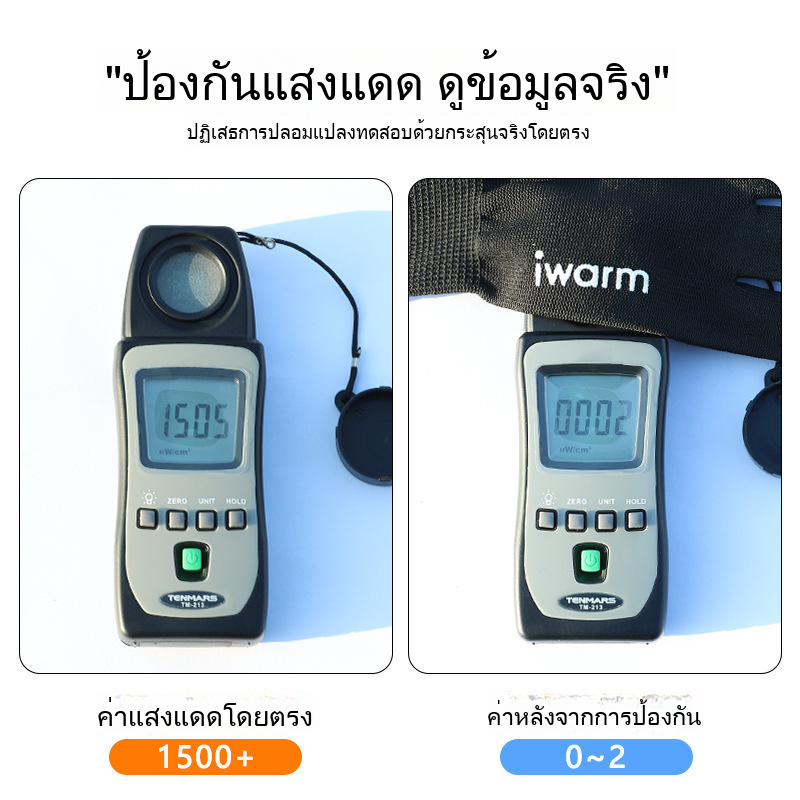 "ป้องกันแสงแดด ดูข้อมูลจริง"
ปฏิเสธการปลอมแปลงทดสอบด้วยกระสุนจริงโดยตรง
iwarm
1505
uW/cm²
ZERO UNIT HOLD
TENMARS
TM-213
0002
uW/cm²
ZERO UNIT HOLD
TENMARS
TM-213
ค่าแสงแดดโดยตรง
1500+
ค่าหลังจากการป้องกัน
0~2